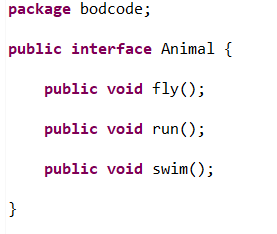 package bodcode;
public interface Animal {
public void fly();
public void run();
public void swim();
}